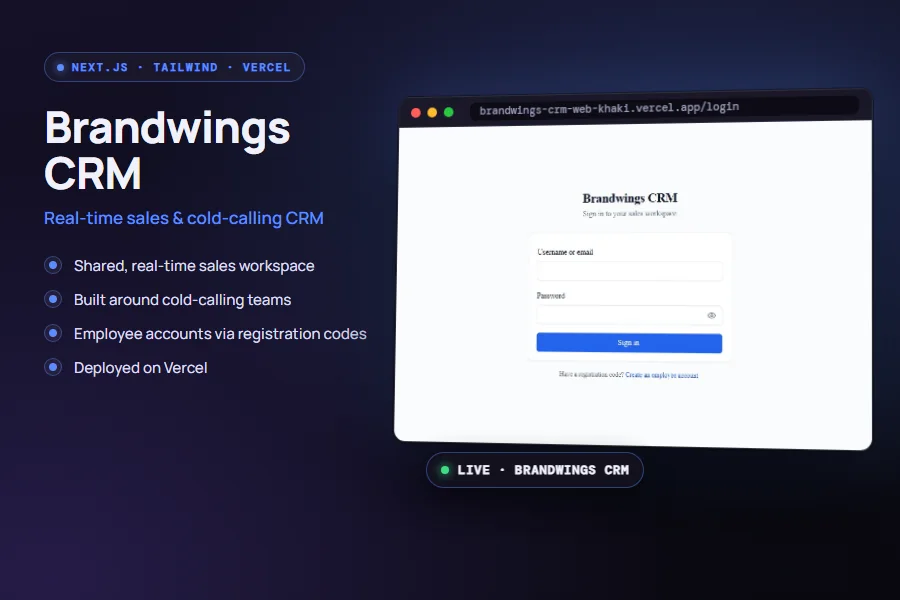 NEXT.JS · TAILWIND · VERCEL
Brandwings
CRM
Real-time sales & cold-calling CRM
Shared, real-time sales workspace
Built around cold-calling teams
Employee accounts via registration codes
Deployed on Vercel
brandwings-crm-web-khaki.vercel.app/login
Brandwings CRM
Sign in to your sales workspace
Username or email
Password
Sign in
Have a registration code? Create an employee account
LIVE · BRANDWINGS CRM